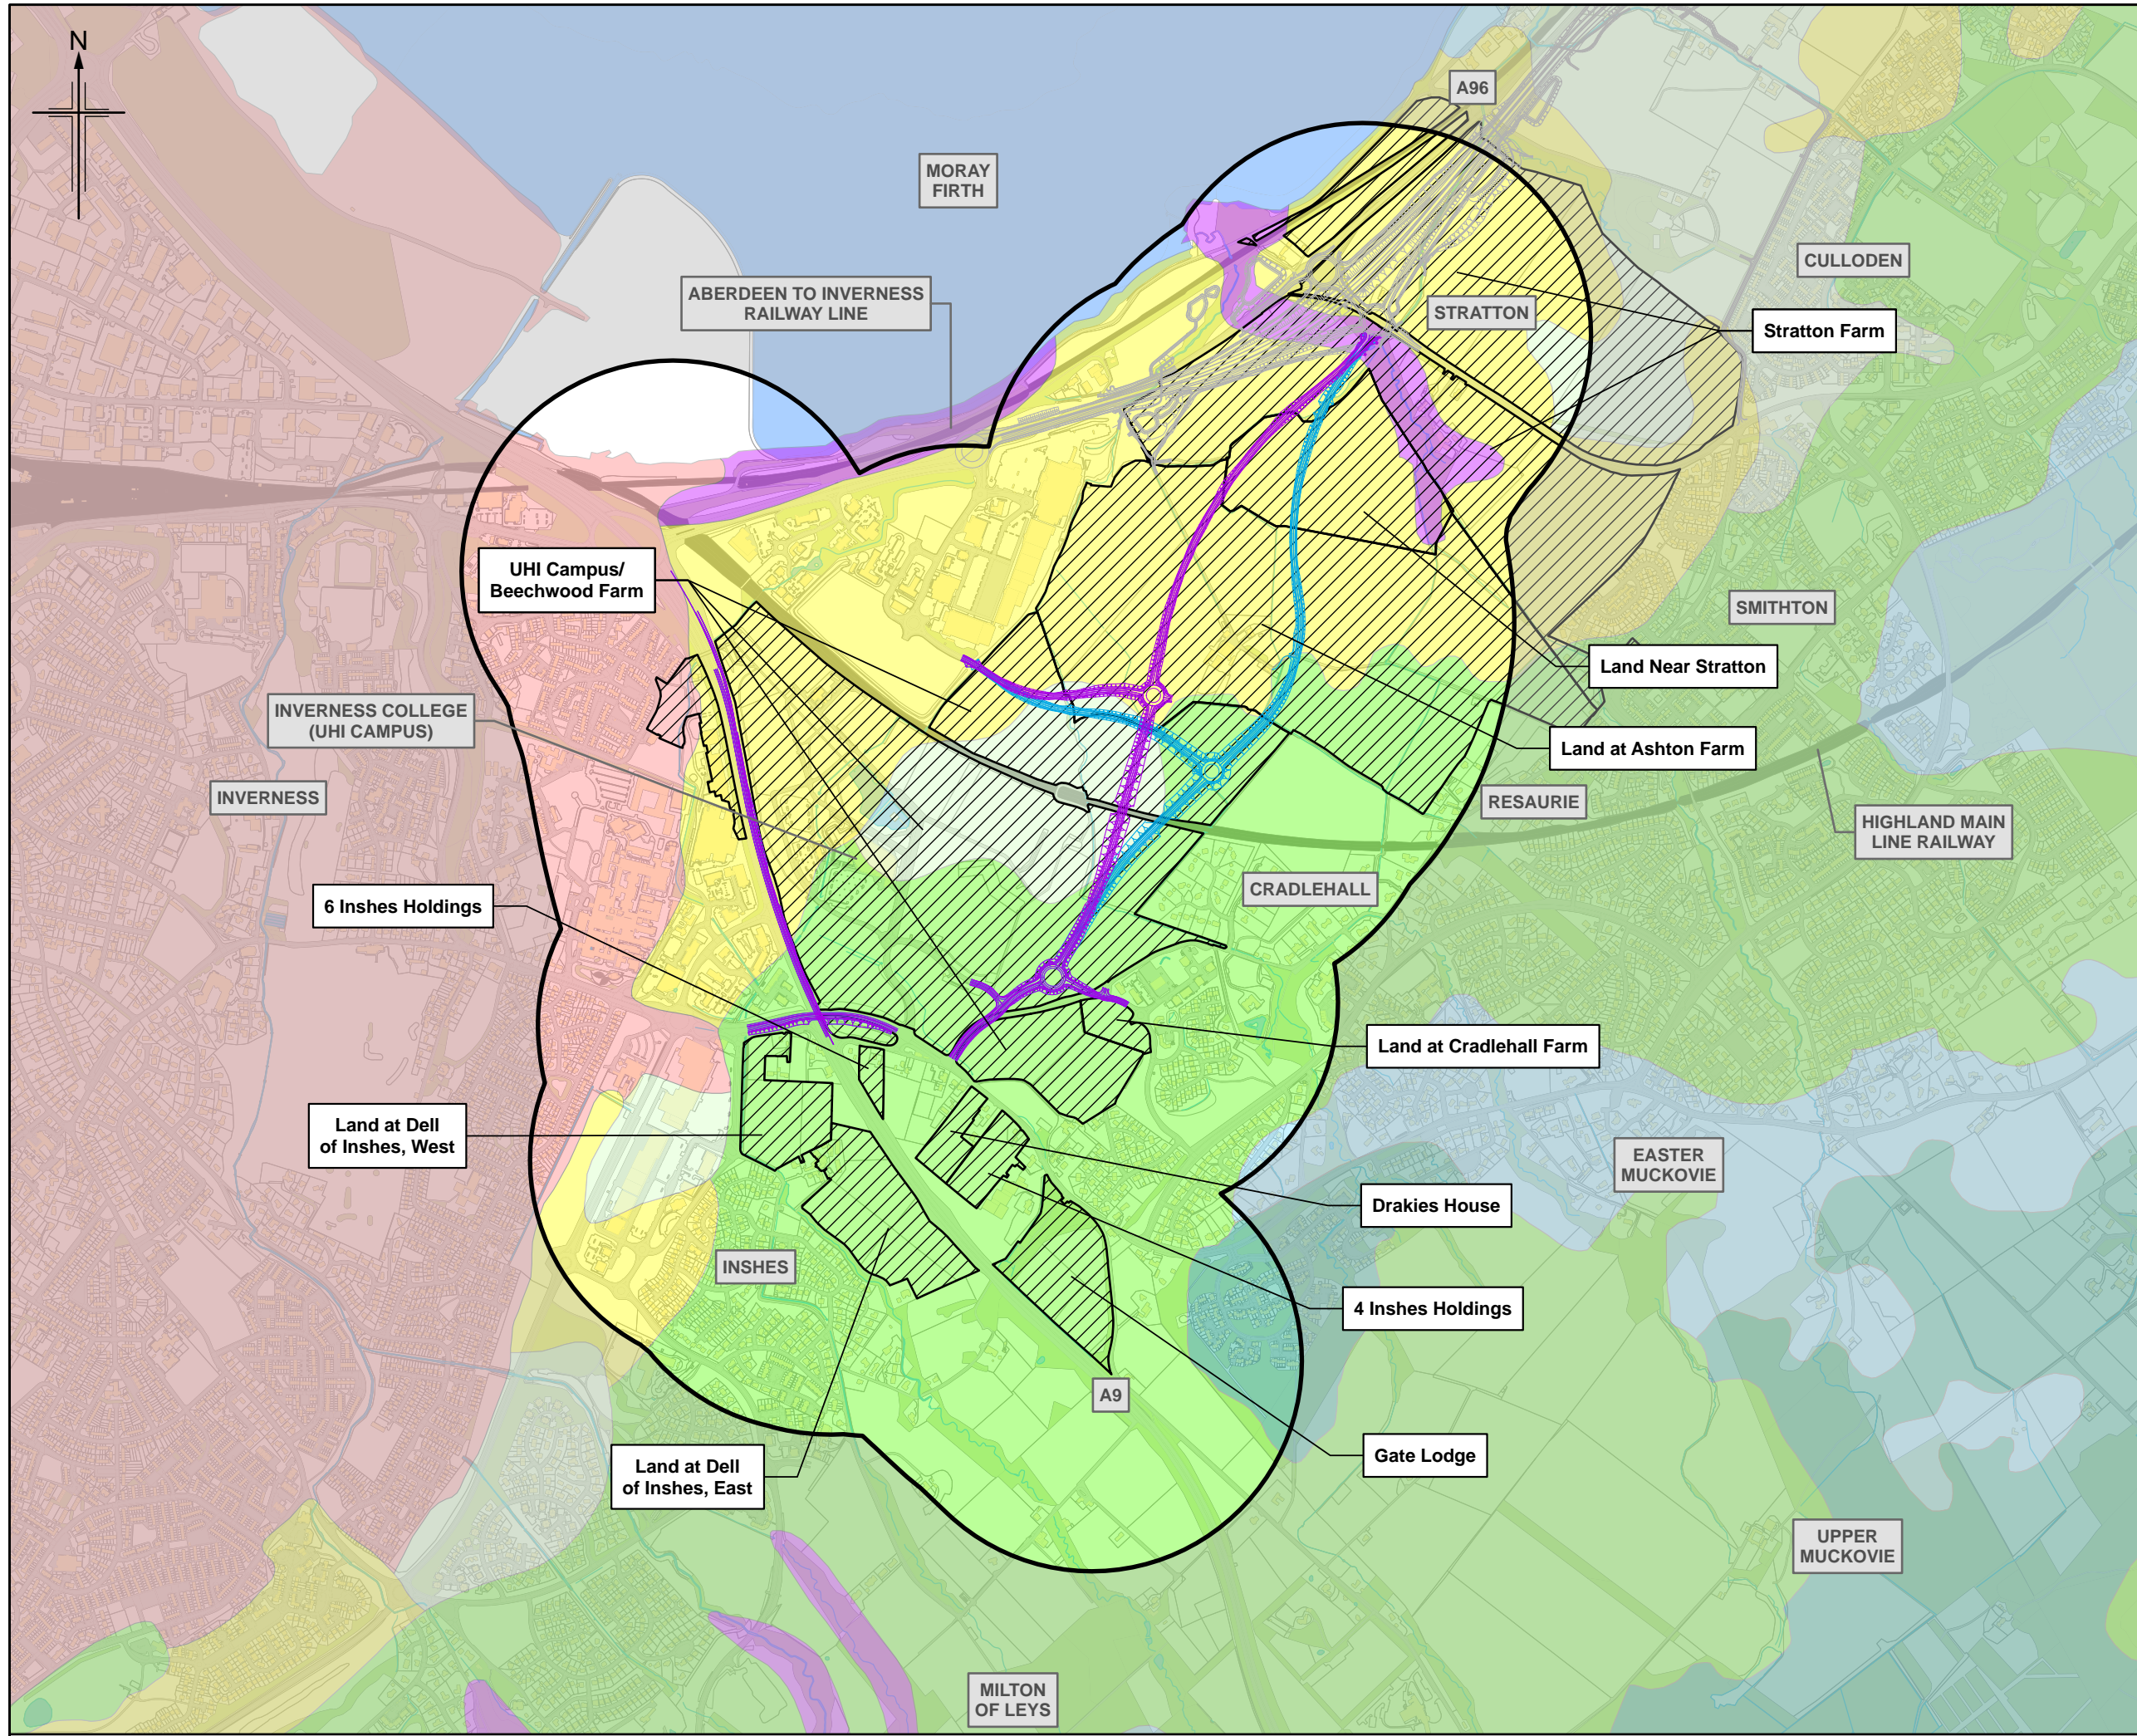 N
A96
MORAY
FIRTH
CULLODEN
ABERDEEN TO INVERNESS
RAILWAY LINE
STRATTON
Stratton Farm
UHI Campus/
Beechwood Farm
SMITHTON
Land Near Stratton
INVERNESS COLLEGE
(UHI CAMPUS)
Land at Ashton Farm
INVERNESS
RESAURIE
HIGHLAND MAIN
LINE RAILWAY
CRADLEHALL
6 Inshes Holdings
Land at Cradlehall Farm
Land at Dell
of Inshes, West
EASTER
MUCKOVIE
Drakies House
INSHES
4 Inshes Holdings
A9
Gate Lodge
Land at Dell
of Inshes, East
UPPER
MUCKOVIE
MILTON
OF LEYS